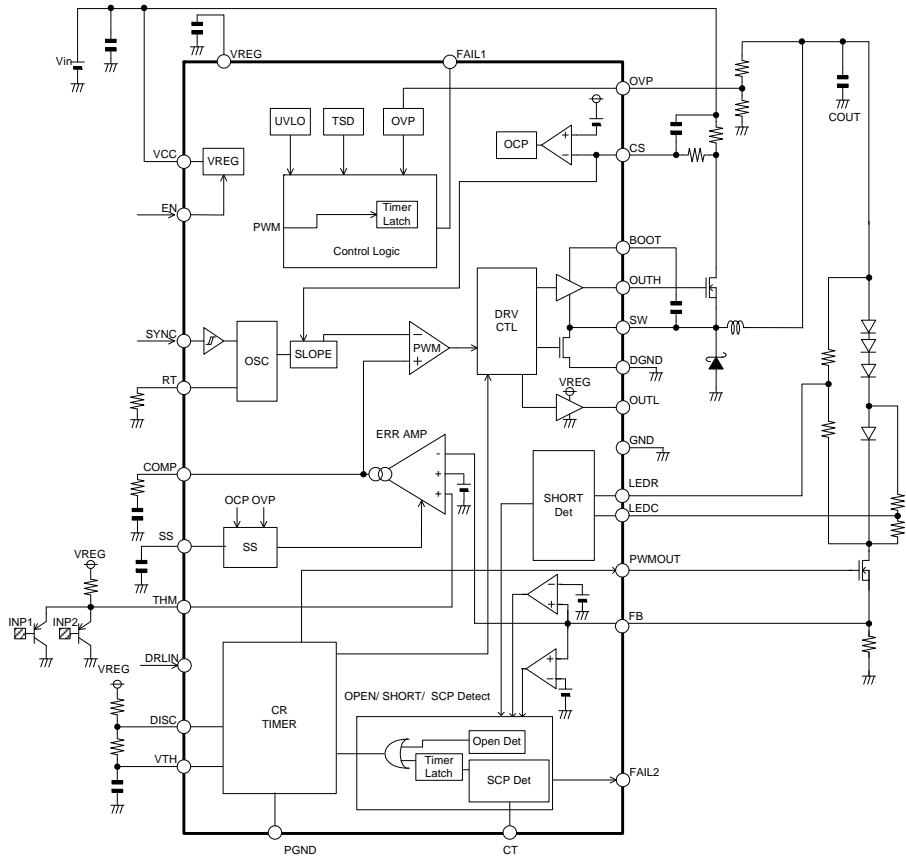 VREG
FAIL1
Vin
OVP
COUT
UVLO
TSD
OVP
OCP
CS
VCC
VREG
EN
PWM
Timer
Latch
Control Logic
BOOT
OUTH
DRV
CTL
SW
SYNC
OSC
SLOPE
PWM
DGND
RT
VREG
OUTL
ERR AMP
GND
COMP
SHORT
Det
LEDR
LEDC
OCP OVP
SS
SS
VREG
PWMOUT
THM
FB
INP1
INP2
DRLIN
VREG
CR
TIMER
OPEN/ SHORT/ SCP Detect
DISC
Open Det
VTH
Timer
Latch
SCP Det
FAIL2
PGND
CT